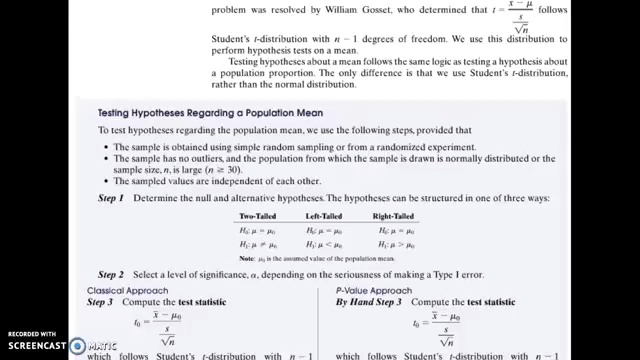 problem was resolved by William Gosset, who determined that t = x̄ − μ / s/√n follows
Student's t-distribution with n − 1 degrees of freedom. We use this distribution to
perform hypothesis tests on a mean.
Testing hypotheses about a mean follows the same logic as testing a hypothesis about
a population proportion. The only difference is that we use Student's t-distribution,
rather than the normal distribution.
Testing Hypotheses Regarding a Population Mean
To test hypotheses regarding the population mean, we use the following steps, provided that
• The sample is obtained using simple random sampling or from a randomized experiment.
• The sample has no outliers, and the population from which the sample is drawn is normally distributed or the
sample size, n, is large (n ≥ 30).
• The sampled values are independent of each other.
Step 1 Determine the null and alternative hypotheses. The hypotheses can be structured in one of three ways:
Two-Tailed Left-Tailed Right-Tailed
H₀: μ = μ₀ H₀: μ = μ₀ H₀: μ = μ₀
H₁: μ ≠ μ₀ H₁: μ < μ₀ H₁: μ > μ₀
Note: μ₀ is the assumed value of the population mean.
Step 2 Select a level of significance, α, depending on the seriousness of making a Type I error.
Classical Approach
Step 3 Compute the test statistic
t₀ = x̄ − μ₀ / s/√n
which follows Student's t-distribution with n − 1
P-Value Approach
By Hand Step 3 Compute the test statistic
t₀ = x̄ − μ₀ / s/√n
which follows Student's t-distribution with n − 1
RECORDED WITH
SCREENCAST MATIC